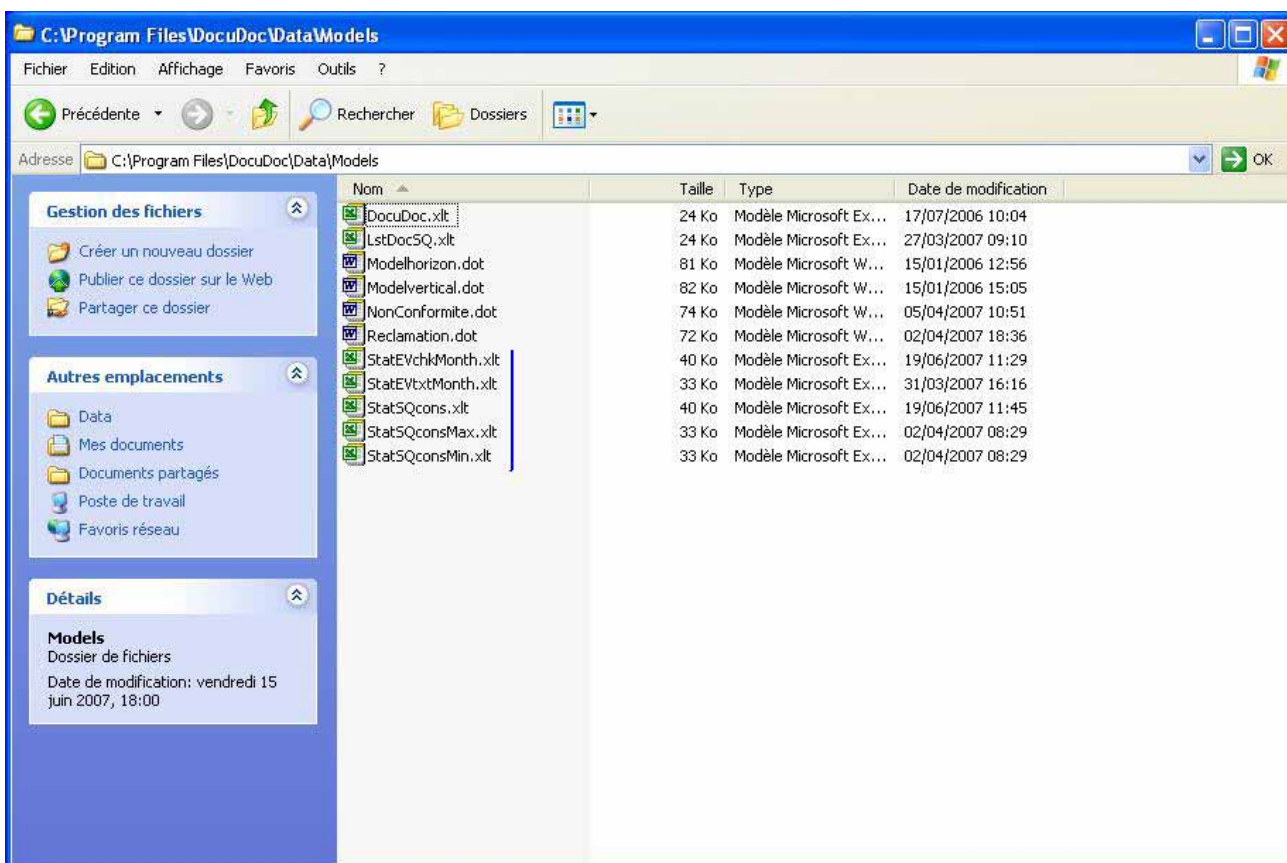 C:\Program Files\DocuDoc\Data\Models
Fichier Edition Affichage Favoris Outils ?
Précédente Rechercher Dossiers
Adresse C:\Program Files\DocuDoc\Data\Models OK
Gestion des fichiers
Créer un nouveau dossier
Publier ce dossier sur le Web
Partager ce dossier
Autres emplacements
Data
Mes documents
Documents partagés
Poste de travail
Favoris réseau
Détails
Models
Dossier de fichiers
Date de modification: vendredi 15
juin 2007, 18:00
Nom Taille Type Date de modification
DocuDoc.xlt 24 Ko Modèle Microsoft Ex... 17/07/2006 10:04
LstDocSQ.xlt 24 Ko Modèle Microsoft Ex... 27/03/2007 09:10
Modelhorizon.dot 81 Ko Modèle Microsoft W... 15/01/2006 12:56
Modelvertical.dot 82 Ko Modèle Microsoft W... 15/01/2006 15:05
NonConformite.dot 74 Ko Modèle Microsoft W... 05/04/2007 10:51
Reclamation.dot 72 Ko Modèle Microsoft W... 02/04/2007 18:36
StatEVchkMonth.xlt 40 Ko Modèle Microsoft Ex... 19/06/2007 11:29
StatEVtxtMonth.xlt 33 Ko Modèle Microsoft Ex... 31/03/2007 16:16
StatSQcons.xlt 40 Ko Modèle Microsoft Ex... 19/06/2007 11:45
StatSQconsMax.xlt 33 Ko Modèle Microsoft Ex... 02/04/2007 08:29
StatSQconsMin.xlt 33 Ko Modèle Microsoft Ex... 02/04/2007 08:29